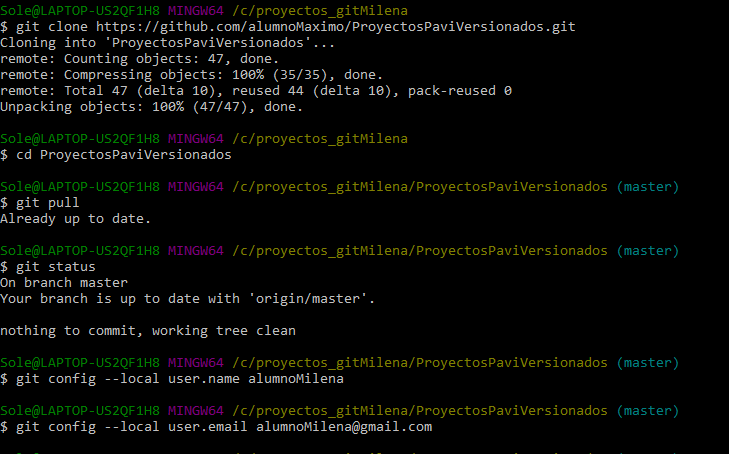 Sole@LAPTOP-US2QF1H8 MINGW64 /c/proyectos_gitMilena
$ git clone https://github.com/alumnoMaximo/ProyectosPaviVersionados.git
Cloning into 'ProyectosPaviVersionados'...
remote: Counting objects: 47, done.
remote: Compressing objects: 100% (35/35), done.
remote: Total 47 (delta 10), reused 44 (delta 10), pack-reused 0
Unpacking objects: 100% (47/47), done.
Sole@LAPTOP-US2QF1H8 MINGW64 /c/proyectos_gitMilena
$ cd ProyectosPaviVersionados
Sole@LAPTOP-US2QF1H8 MINGW64 /c/proyectos_gitMilena/ProyectosPaviVersionados (master)
$ git pull
Already up to date.
Sole@LAPTOP-US2QF1H8 MINGW64 /c/proyectos_gitMilena/ProyectosPaviVersionados (master)
$ git status
On branch master
Your branch is up to date with 'origin/master'.
nothing to commit, working tree clean
Sole@LAPTOP-US2QF1H8 MINGW64 /c/proyectos_gitMilena/ProyectosPaviVersionados (master)
$ git config --local user.name alumnoMilena
Sole@LAPTOP-US2QF1H8 MINGW64 /c/proyectos_gitMilena/ProyectosPaviVersionados (master)
$ git config --local user.email alumnoMilena@gmail.com